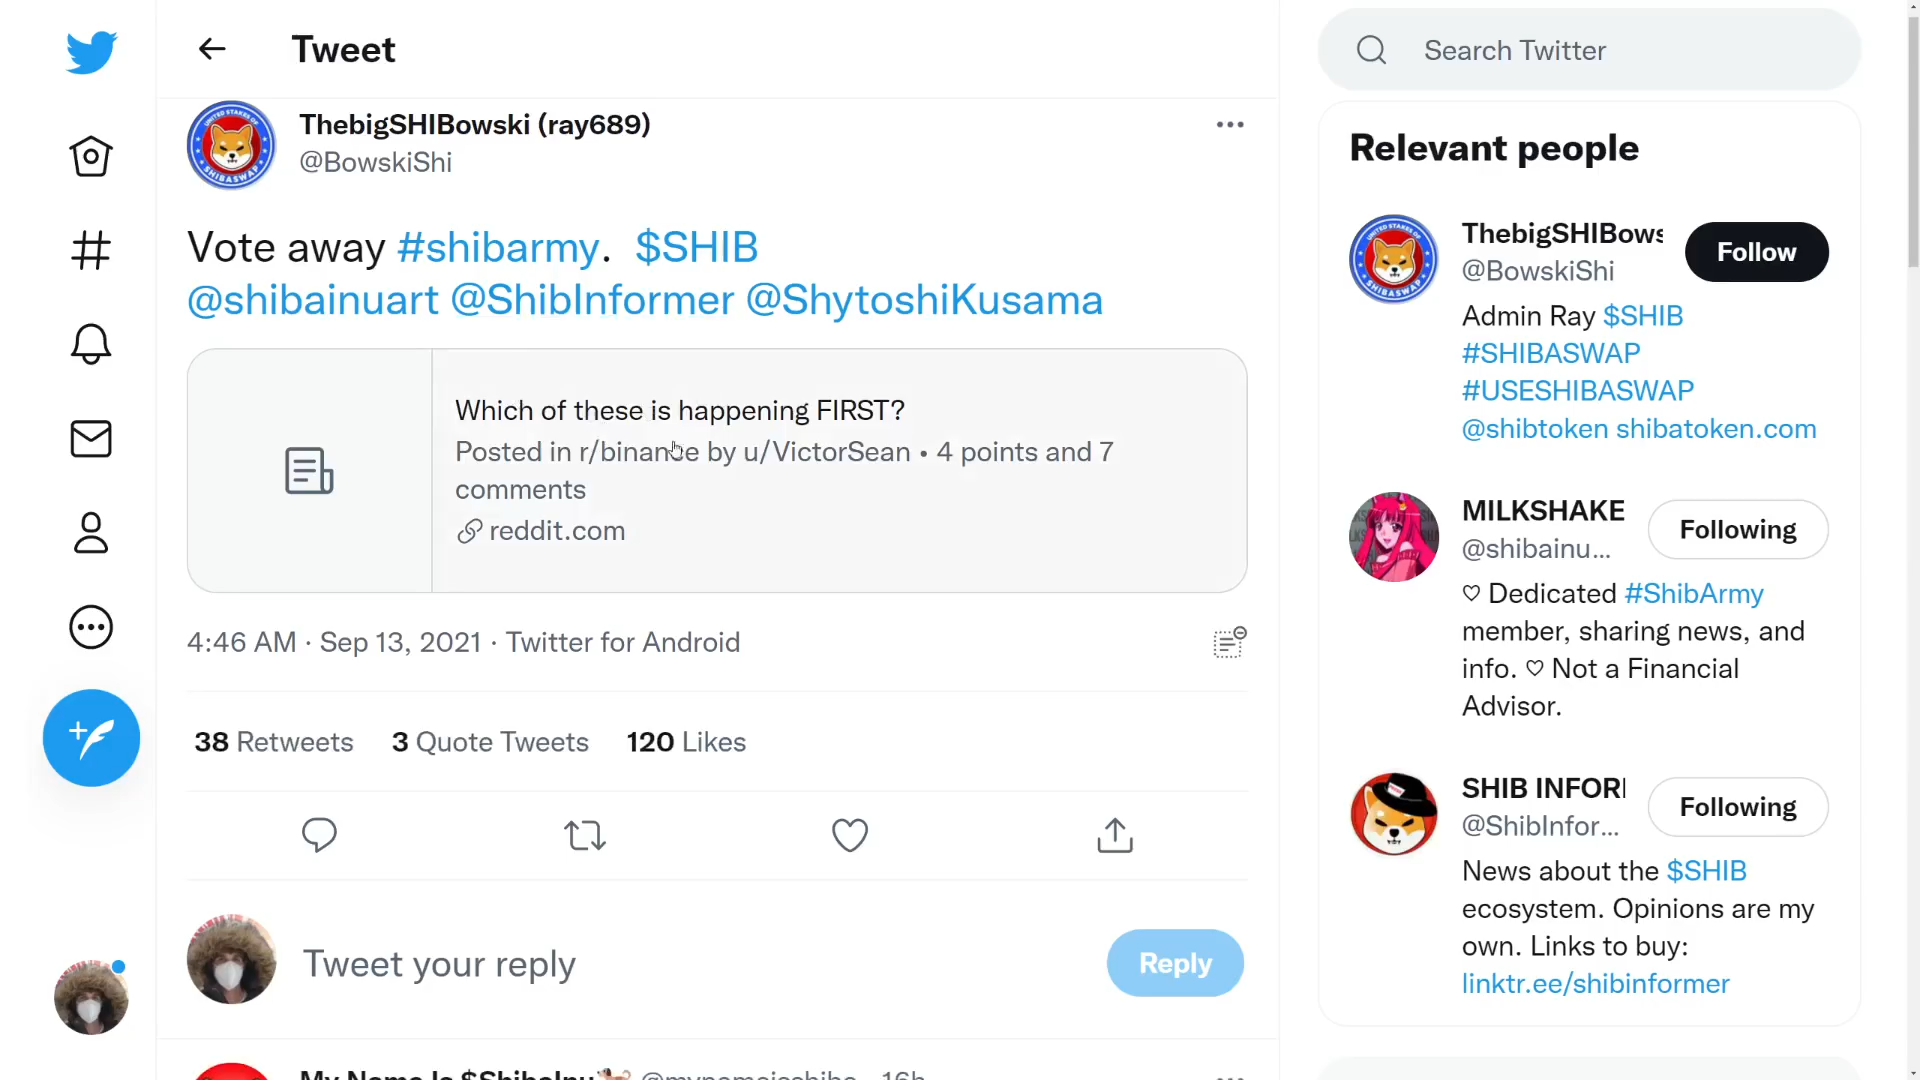 Tweet
Search Twitter
ThebigSHIBowski (ray689)
@BowskiShi
Vote away #shibarmy. $SHIB
@shibainuart @ShibInformer @ShytoshiKusama
Which of these is happening FIRST?
Posted in r/binance by u/VictorSean • 4 points and 7
comments
reddit.com
4:46 AM · Sep 13, 2021 · Twitter for Android
38 Retweets 3 Quote Tweets 120 Likes
Tweet your reply
Reply
My Name Is $ShibaInu @mynameisshiba · 16h
Relevant people
ThebigSHIBows
@BowskiShi
Follow
Admin Ray $SHIB
#SHIBASWAP
#USESHIBASWAP
@shibtoken shibatoken.com
MILKSHAKE
@shibainu...
Following
♡ Dedicated #ShibArmy
member, sharing news, and
info. ♡ Not a Financial
Advisor.
SHIB INFORI
@ShibInfor...
Following
News about the $SHIB
ecosystem. Opinions are my
own. Links to buy:
linktr.ee/shibinformer